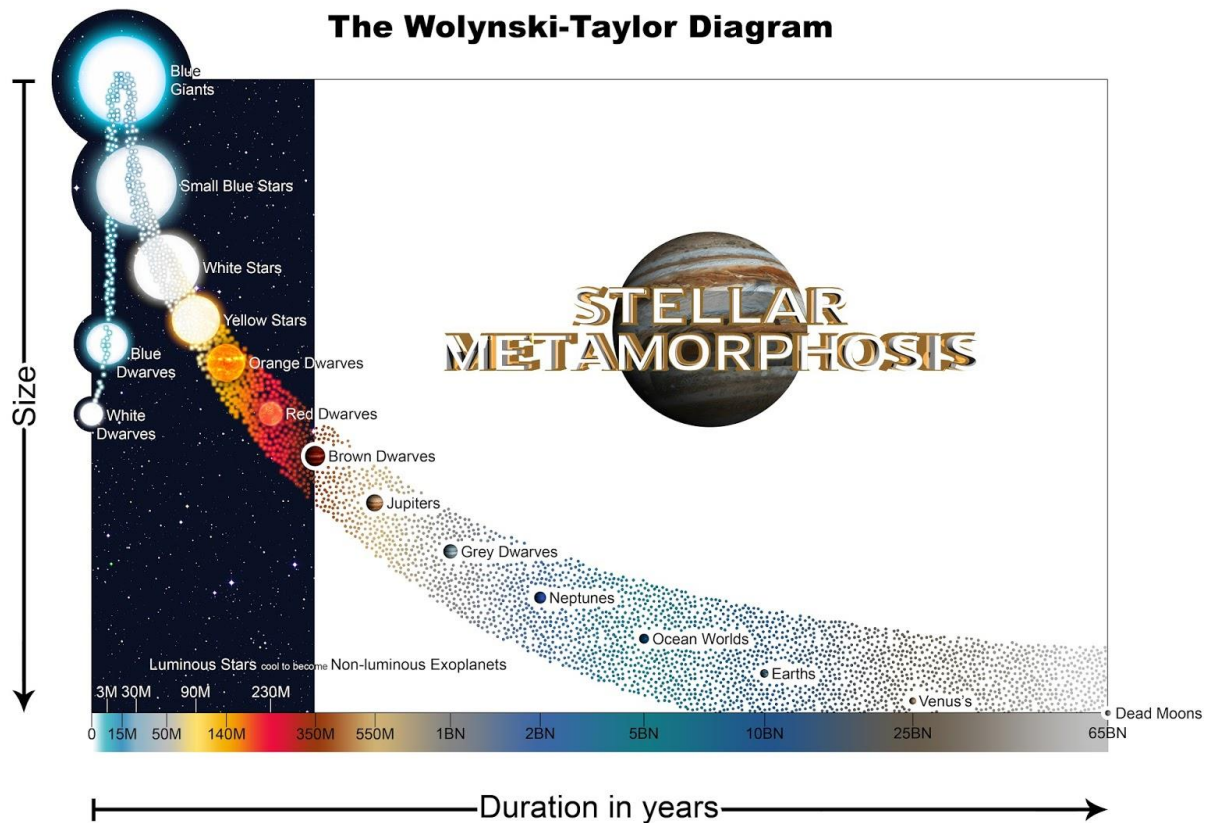 The Wolynski-Taylor Diagram
Blue
Giants
Small Blue Stars
White Stars
Yellow Stars
Blue
Dwarves
Orange Dwarves
White
Dwarves
Red Dwarves
Brown Dwarves
Jupiters
Grey Dwarves
Neptunes
Ocean Worlds
Earths
Venus's
Dead Moons
STELLAR
METAMORPHOSIS
Size
Luminous Stars cool to become Non-luminous Exoplanets
3M 30M 90M 230M
0 15M 50M 140M 350M 550M 1BN 2BN 5BN 10BN 25BN 65BN
Duration in years